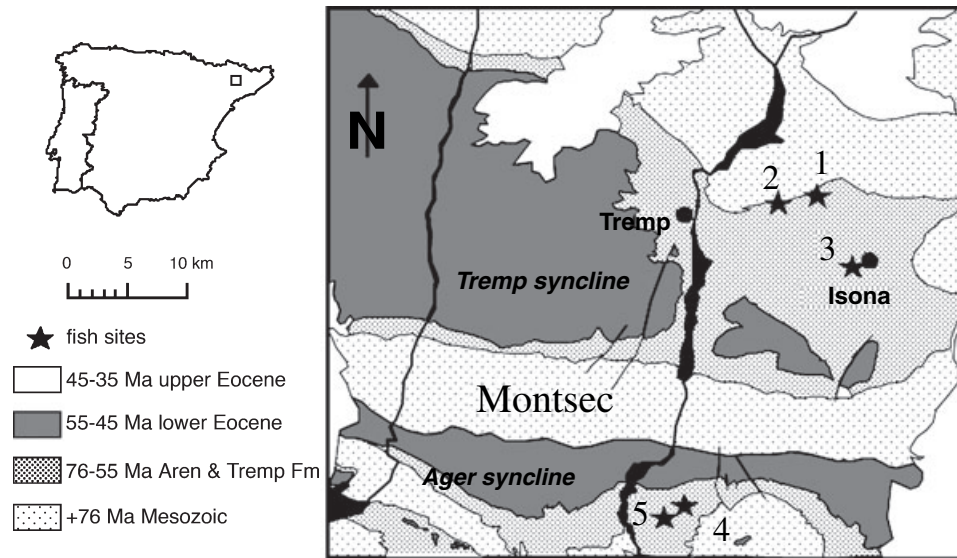 0 5 10 km
fish sites
45-35 Ma upper Eocene
55-45 Ma lower Eocene
76-55 Ma Aren & Tremp Fm
+76 Ma Mesozoic
N
1
2
Tremp
3
Isona
Tremp syncline
Montsec
Ager syncline
5
4